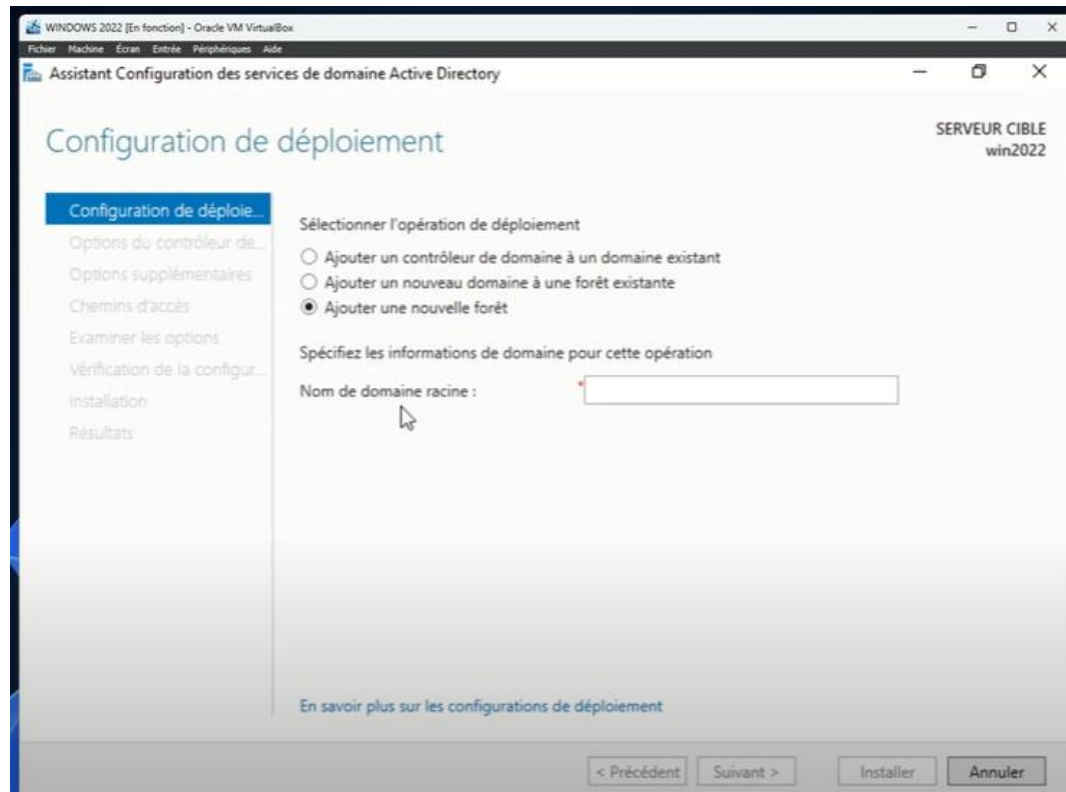 WINDOWS 2022 [En fonction] - Oracle VM VirtualBox
Fichier Machine Écran Entrée Périphériques Aide
Assistant Configuration des services de domaine Active Directory
Configuration de déploiement
SERVEUR CIBLE
win2022
Configuration de déploie...
Options du contrôleur de...
Options supplémentaires
Chemins d'accès
Examiner les options
Vérification de la configur...
Installation
Résultats
Sélectionner l'opération de déploiement
Ajouter un contrôleur de domaine à un domaine existant
Ajouter un nouveau domaine à une forêt existante
Ajouter une nouvelle forêt
Spécifiez les informations de domaine pour cette opération
Nom de domaine racine : *
En savoir plus sur les configurations de déploiement
< Précédent Suivant > Installer Annuler